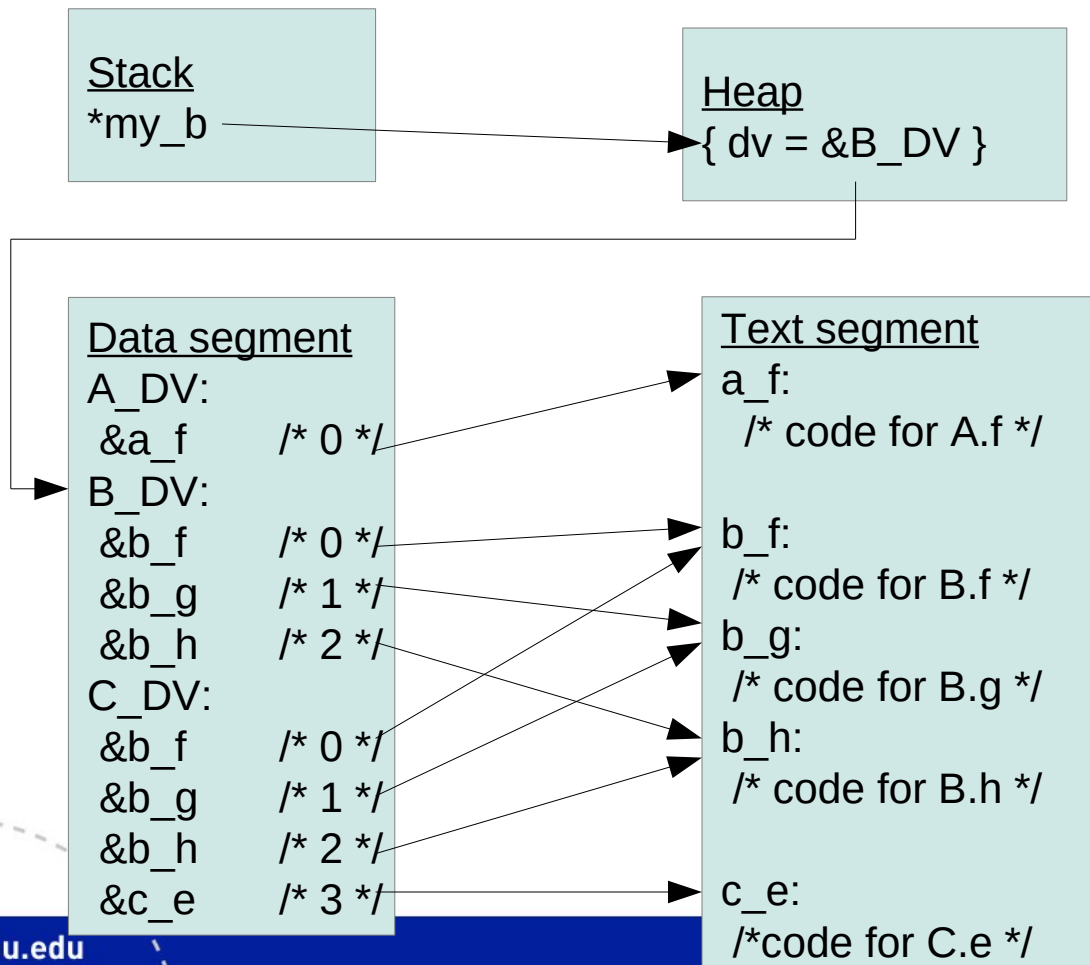 Stack
*my_b
Heap
{ dv = &B_DV }
Data segment
A_DV:
&a_f /* 0 */
B_DV:
&b_f /* 0 */
&b_g /* 1 */
&b_h /* 2 */
C_DV:
&b_f /* 0 */
&b_g /* 1 */
&b_h /* 2 */
&c_e /* 3 */
Text segment
a_f:
/* code for A.f */
b_f:
/* code for B.f */
b_g:
/* code for B.g */
b_h:
/* code for B.h */
c_e:
/*code for C.e */
u.edu